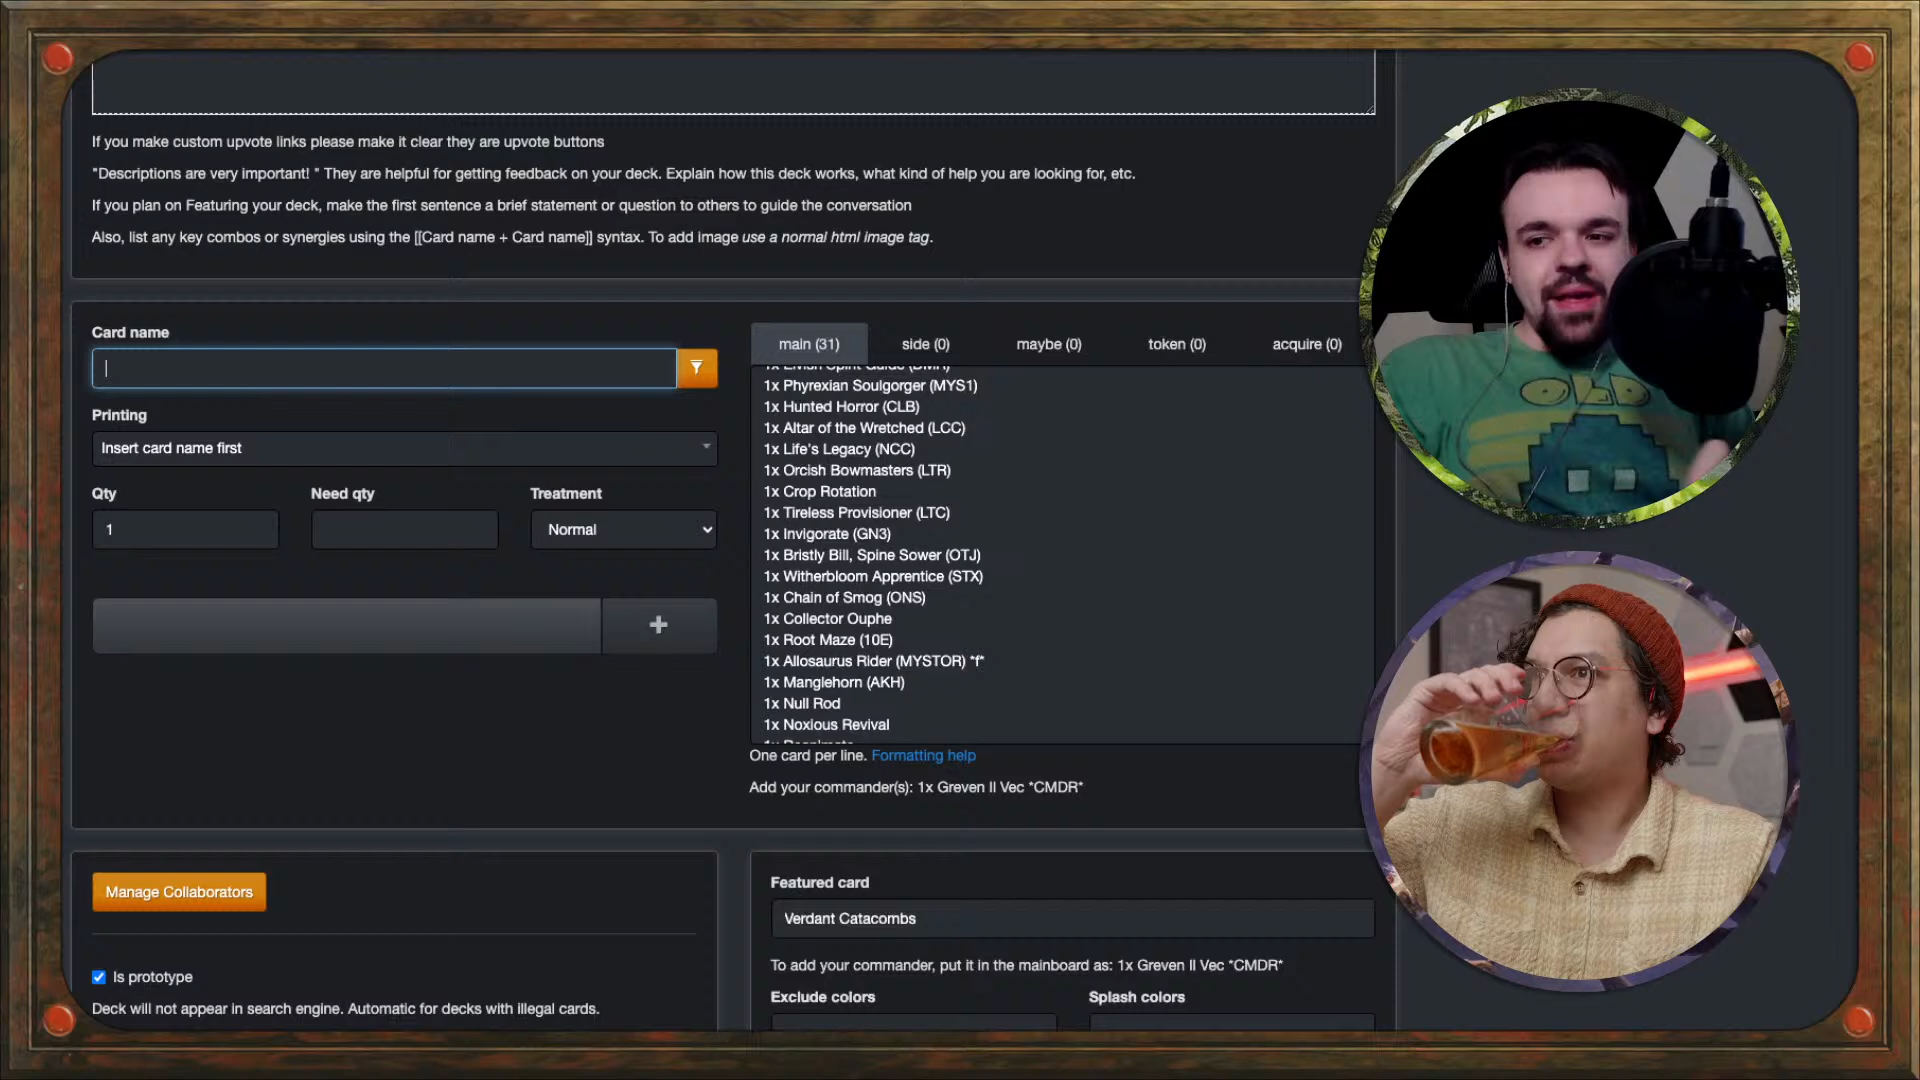 If you make custom upvote links please make it clear they are upvote buttons
"Descriptions are very important! " They are helpful for getting feedback on your deck. Explain how this deck works, what kind of help you are looking for, etc.
If you plan on Featuring your deck, make the first sentence a brief statement or question to others to guide the conversation
Also, list any key combos or synergies using the [[Card name + Card name]] syntax. To add image use a normal html image tag.
Card name
Printing
Insert card name first
Qty
Need qty
Treatment
1
Normal
+
main (31)
side (0)
maybe (0)
token (0)
acquire (0)
1x Elvish Spirit Guide (DMR)
1x Phyrexian Soulgorger (MYS1)
1x Hunted Horror (CLB)
1x Altar of the Wretched (LCC)
1x Life's Legacy (NCC)
1x Orcish Bowmasters (LTR)
1x Crop Rotation
1x Tireless Provisioner (LTC)
1x Invigorate (GN3)
1x Bristly Bill, Spine Sower (OTJ)
1x Witherbloom Apprentice (STX)
1x Chain of Smog (ONS)
1x Collector Ouphe
1x Root Maze (10E)
1x Allosaurus Rider (MYSTOR) *f*
1x Manglehorn (AKH)
1x Null Rod
1x Noxious Revival
1x Reanimate
One card per line. Formatting help
Add your commander(s): 1x Greven Il Vec *CMDR*
Manage Collaborators
Is prototype
Deck will not appear in search engine. Automatic for decks with illegal cards.
Featured card
Verdant Catacombs
To add your commander, put it in the mainboard as: 1x Greven Il Vec *CMDR*
Exclude colors
Splash colors
OLD